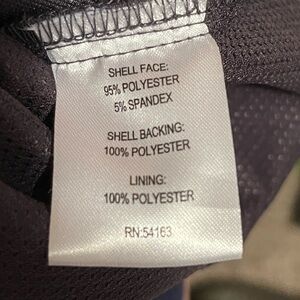 SHELL FACE:
95% POLYESTER
5% SPANDEX
SHELL BACKING:
100% POLYESTER
LINING:
100% POLYESTER
RN:54163